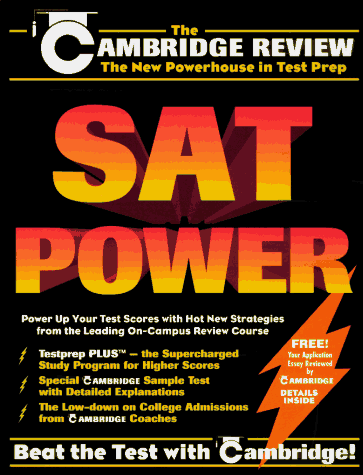 The
CAMBRIDGE REVIEW
The New Powerhouse in Test Prep
SAT
POWER
Power Up Your Test Scores with Hot New Strategies
from the Leading On-Campus Review Course
Testprep PLUS™ — the Supercharged
Study Program for Higher Scores
Special CAMBRIDGE Sample Test
with Detailed Explanations
The Low-down on College Admissions
from CAMBRIDGE Coaches
FREE!
Your Application
Essay Reviewed
by
CAMBRIDGE
DETAILS
INSIDE
Beat the Test with Cambridge!